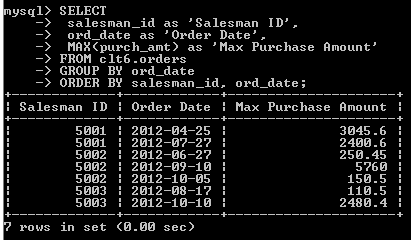 mysql> SELECT
    -> salesman_id as 'Salesman ID',
    -> ord_date as 'Order Date',
    -> MAX(purch_amt) as 'Max Purchase Amount'
    -> FROM clt6.orders
    -> GROUP BY ord_date
    -> ORDER BY salesman_id, ord_date;
+-------------+------------+---------------------+
| Salesman ID | Order Date | Max Purchase Amount |
+-------------+------------+---------------------+
| 5001 | 2012-04-25 | 3045.6 |
| 5001 | 2012-07-27 | 2400.6 |
| 5002 | 2012-06-27 | 250.45 |
| 5002 | 2012-09-10 | 5760 |
| 5002 | 2012-10-05 | 150.5 |
| 5003 | 2012-08-17 | 110.5 |
| 5003 | 2012-10-10 | 2480.4 |
+-------------+------------+---------------------+
7 rows in set (0.00 sec)